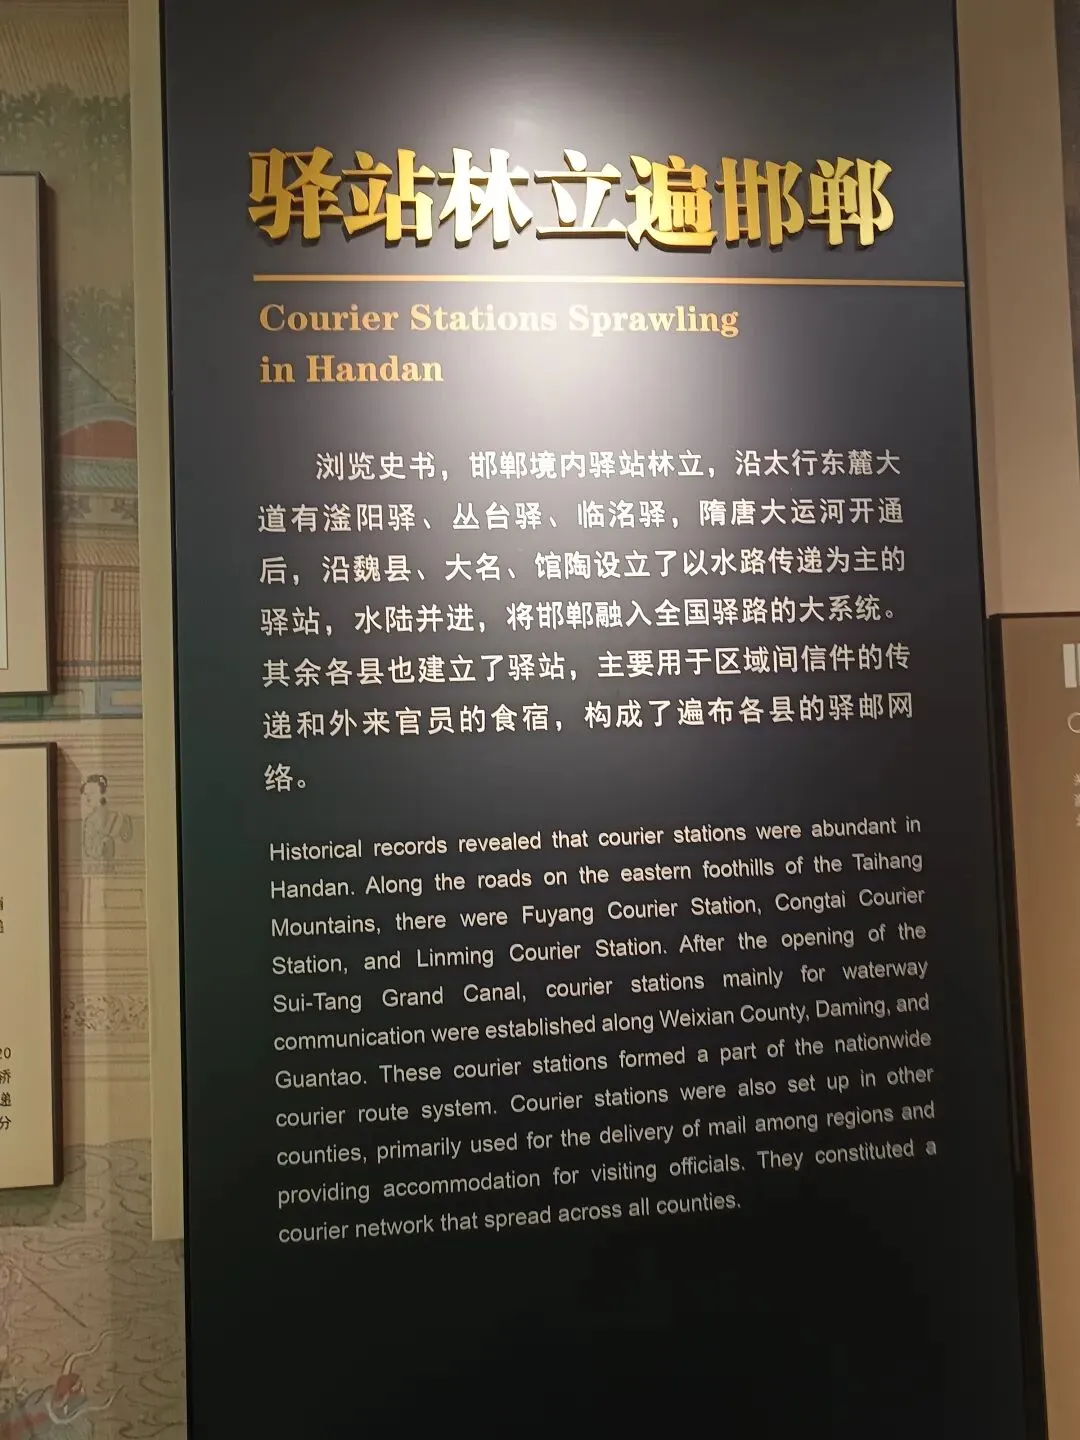 驿站林立遍邯郸
Courier Stations Sprawling
in Handan
浏览史书，邯郸境内驿站林立，沿太行东麓大
道有滏阳驿、丛台驿、临洺驿，隋唐大运河开通
后，沿魏县、大名、馆陶设立了以水路传递为主的
驿站，水陆并进，将邯郸融入全国驿路的大系统。
其余各县也建立了驿站，主要用于区域间信件的传
递和外来官员的食宿，构成了遍布各县的驿邮网
络。
Historical records revealed that courier stations were abundant in
Handan. Along the roads on the eastern foothills of the Taihang
Mountains, there were Fuyang Courier Station, Congtai Courier
Station, and Linming Courier Station. After the opening of the
Sui-Tang Grand Canal, courier stations mainly for waterway
communication were established along Weixian County, Daming, and
Guantao. These courier stations formed a part of the nationwide
courier route system. Courier stations were also set up in other
counties, primarily used for the delivery of mail among regions and
providing accommodation for visiting officials. They constituted a
courier network that spread across all counties.
20
桥
递
分